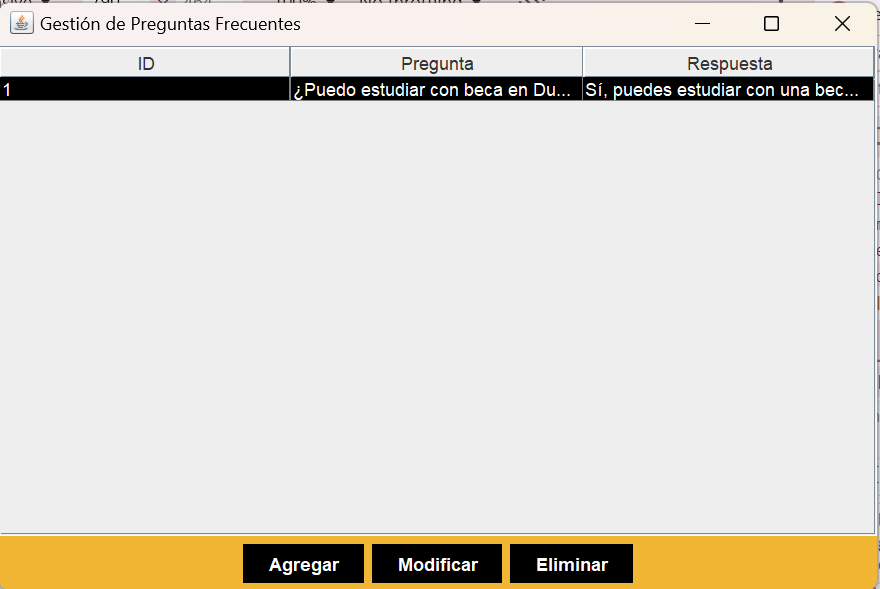 Gestión de Preguntas Frecuentes
ID Pregunta Respuesta
1 ¿Puedo estudiar con beca en Du... Sí, puedes estudiar con una bec...
Agregar Modificar Eliminar